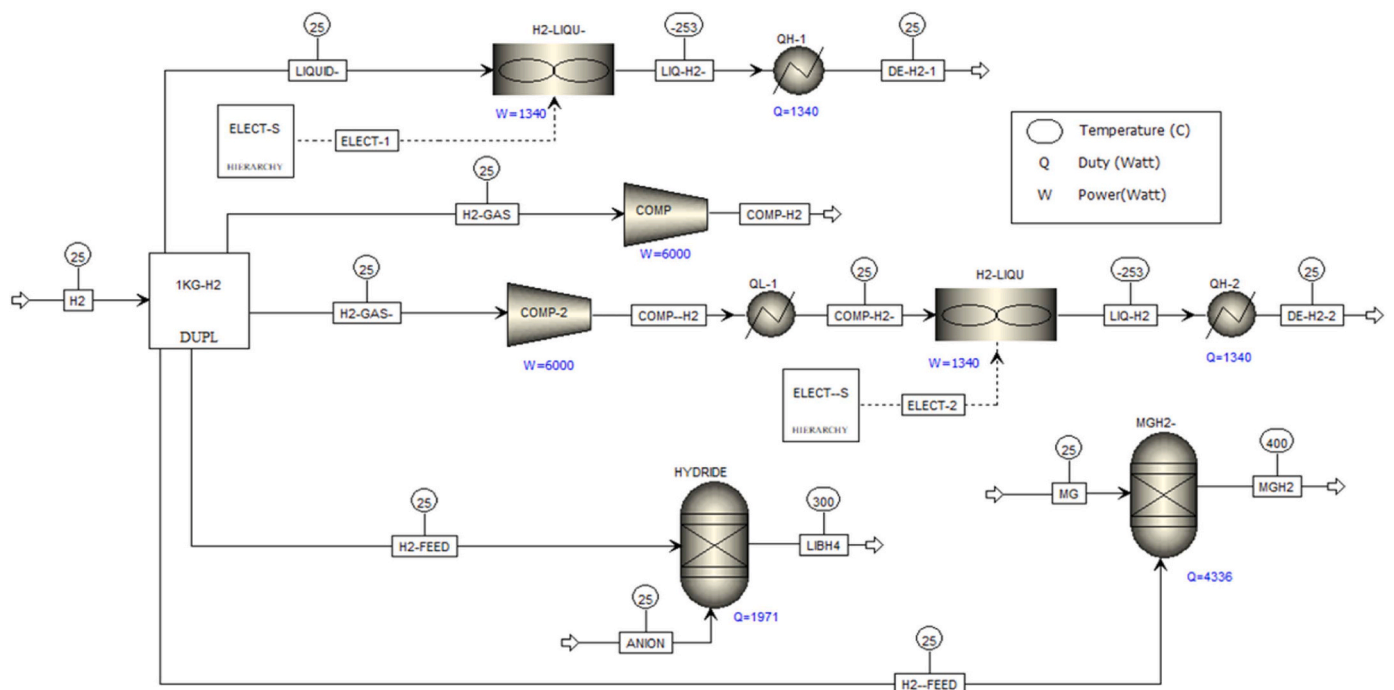 25
LIQUID-
H2-LIQU-
W=1340
-253
LIQ-H2-
QH-1
Q=1340
25
DE-H2-1
ELECT-S
HIERARCHY
ELECT-1
Temperature (C)
Q Duty (Watt)
W Power(Watt)
25
H2-GAS
COMP
W=6000
COMP-H2
25
H2
1KG-H2
DUPL
25
H2-GAS-
COMP-2
W=6000
COMP--H2
QL-1
25
COMP-H2-
H2-LIQU
W=1340
-253
LIQ-H2
QH-2
Q=1340
25
DE-H2-2
ELECT--S
HIERARCHY
ELECT-2
25
MG
MGH2-
Q=4336
400
MGH2
25
H2-FEED
HYDRIDE
Q=1971
300
LIBH4
25
ANION
25
H2--FEED